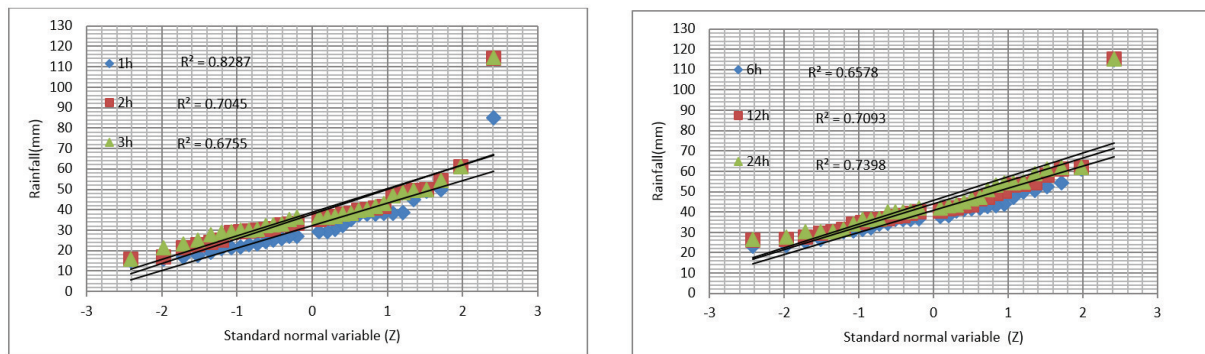 130
120
110
100
90
80
70
60
50
40
30
20
10
0
Rainfall(mm)
1h R² = 0.8287
2h R² = 0.7045
3h R² = 0.6755
-3 -2 -1 0 1 2 3
Standard normal variable (Z)
130
120
110
100
90
80
70
60
50
40
30
20
10
0
Rainfall(mm)
6h R² = 0.6578
12h R² = 0.7093
24h R² = 0.7398
-3 -2 -1 0 1 2 3
Standard normal variable (Z)